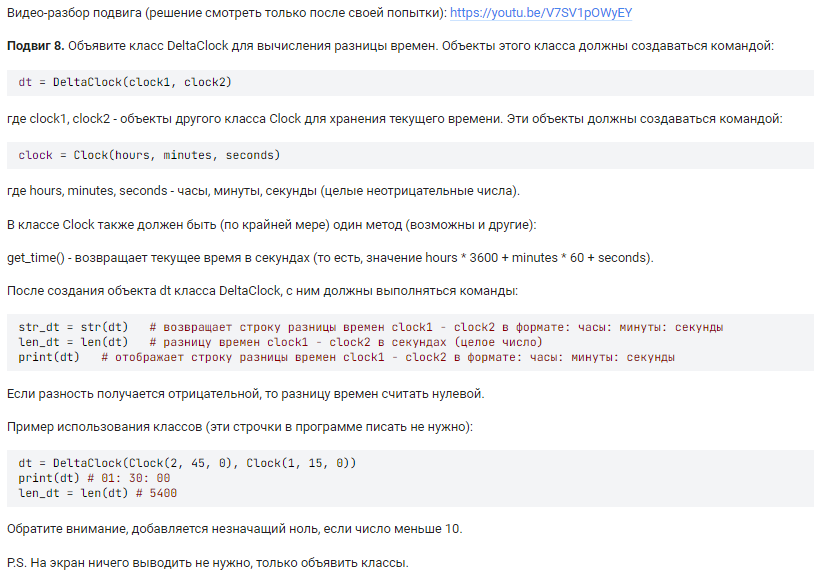 Видео-разбор подвига (решение смотреть только после своей попытки): https://youtu.be/V7SV1pOWyEY
Подвиг 8. Объявите класс DeltaClock для вычисления разницы времен. Объекты этого класса должны создаваться командой:
dt = DeltaClock(clock1, clock2)
где clock1, clock2 - объекты другого класса Clock для хранения текущего времени. Эти объекты должны создаваться командой:
clock = Clock(hours, minutes, seconds)
где hours, minutes, seconds - часы, минуты, секунды (целые неотрицательные числа).
В классе Clock также должен быть (по крайней мере) один метод (возможны и другие):
get_time() - возвращает текущее время в секундах (то есть, значение hours * 3600 + minutes * 60 + seconds).
После создания объекта dt класса DeltaClock, с ним должны выполняться команды:
str_dt = str(dt)   # возвращает строку разницы времен clock1 - clock2 в формате: часы: минуты: секунды
len_dt = len(dt)   # разницу времен clock1 - clock2 в секундах (целое число)
print(dt)   # отображает строку разницы времен clock1 - clock2 в формате: часы: минуты: секунды
Если разность получается отрицательной, то разницу времен считать нулевой.
Пример использования классов (эти строчки в программе писать не нужно):
dt = DeltaClock(Clock(2, 45, 0), Clock(1, 15, 0))
print(dt) # 01: 30: 00
len_dt = len(dt) # 5400
Обратите внимание, добавляется незначащий ноль, если число меньше 10.
P.S. На экран ничего выводить не нужно, только объявить классы.